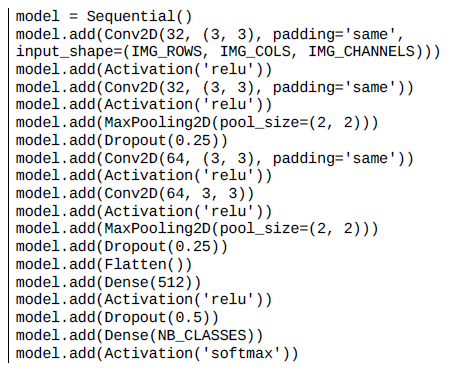 model = Sequential()
model.add(Conv2D(32, (3, 3), padding='same',
input_shape=(IMG_ROWS, IMG_COLS, IMG_CHANNELS)))
model.add(Activation('relu'))
model.add(Conv2D(32, (3, 3), padding='same'))
model.add(Activation('relu'))
model.add(MaxPooling2D(pool_size=(2, 2)))
model.add(Dropout(0.25))
model.add(Conv2D(64, (3, 3), padding='same'))
model.add(Activation('relu'))
model.add(Conv2D(64, 3, 3))
model.add(Activation('relu'))
model.add(MaxPooling2D(pool_size=(2, 2)))
model.add(Dropout(0.25))
model.add(Flatten())
model.add(Dense(512))
model.add(Activation('relu'))
model.add(Dropout(0.5))
model.add(Dense(NB_CLASSES))
model.add(Activation('softmax'))